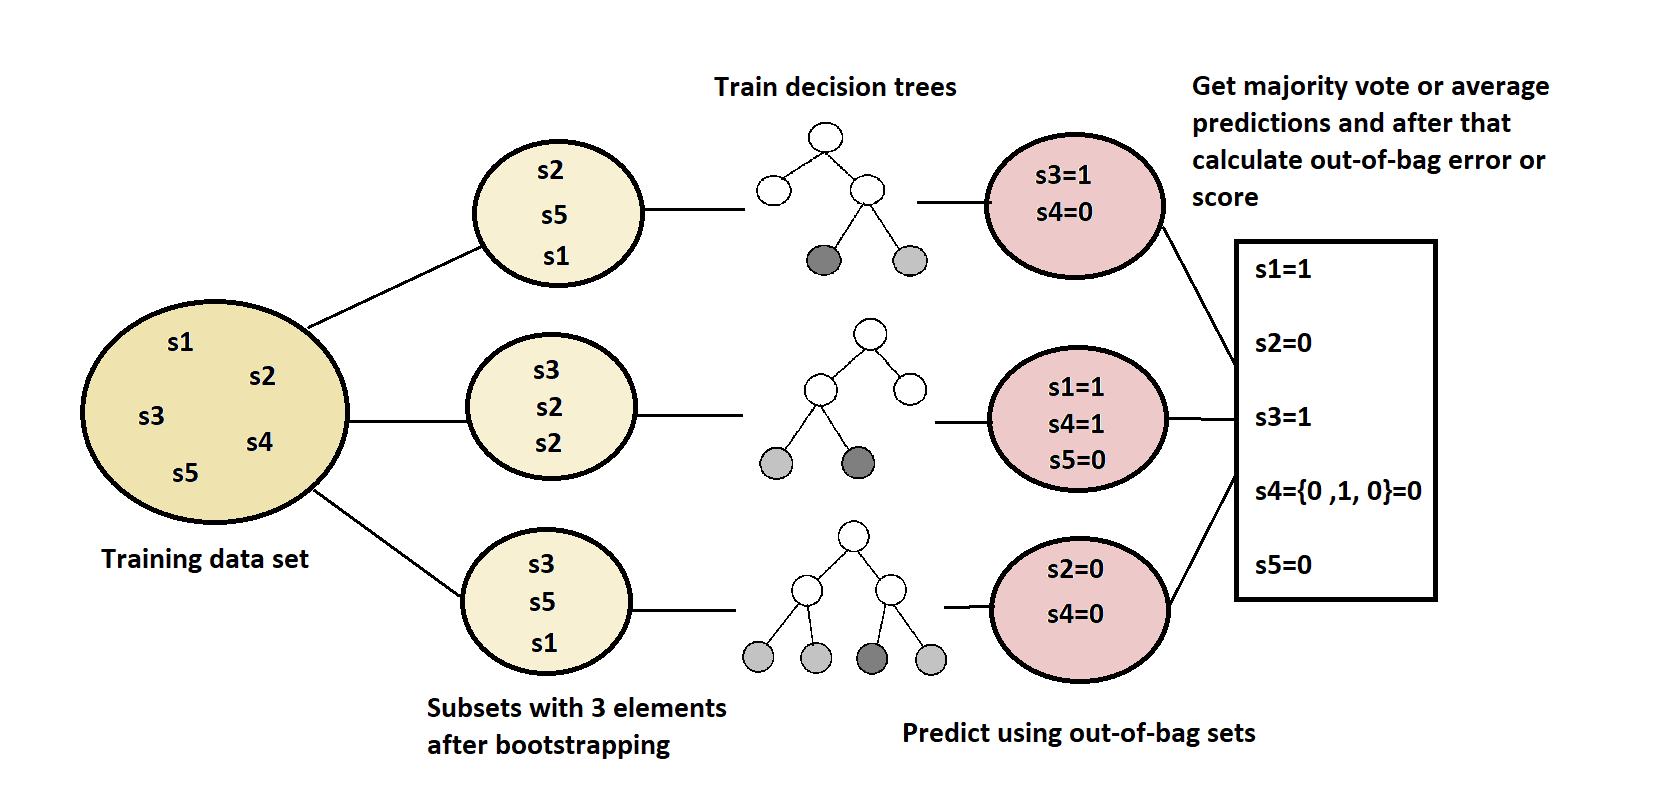 Train decision trees
Get majority vote or average
predictions and after that
calculate out-of-bag error or
score
s1
s2
s3
s4
s5
Training data set
s2
s5
s1
s3
s2
s2
s3
s5
s1
Subsets with 3 elements
after bootstrapping
s3=1
s4=0
s1=1
s4=1
s5=0
s2=0
s4=0
Predict using out-of-bag sets
s1=1
s2=0
s3=1
s4={0 ,1, 0}=0
s5=0